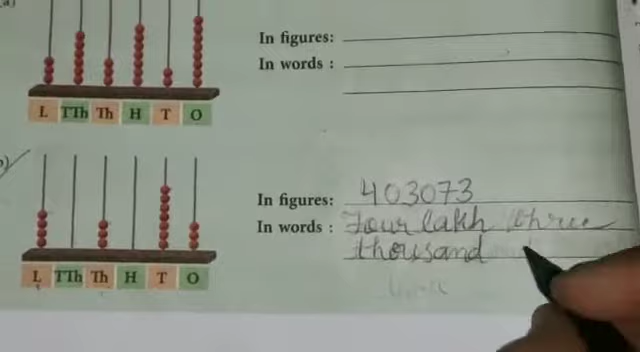 a)
In figures:
In words :
L TTh Th H T O
b)
In figures: 403073
In words : Four lakh three
thousand
L TTh Th H T O